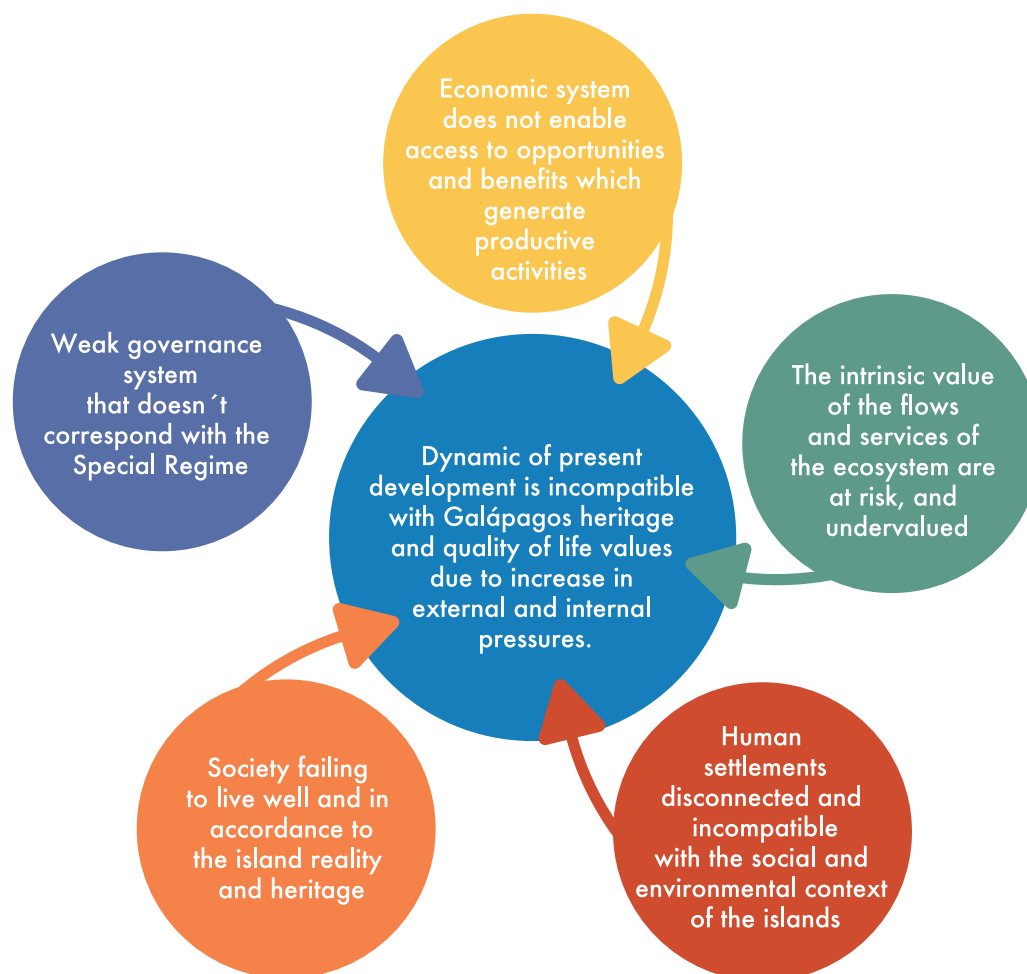 Economic system
does not enable
access to opportunities
and benefits which
generate
productive
activities
Weak governance
system
that doesn´t
correspond with the
Special Regime
The intrinsic value
of the flows
and services of
the ecosystem are
at risk, and
undervalued
Dynamic of present
development is incompatible
with Galápagos heritage
and quality of life values
due to increase in
external and internal
pressures.
Society failing
to live well and in
accordance to
the island reality
and heritage
Human
settlements
disconnected and
incompatible
with the social and
environmental context
of the islands